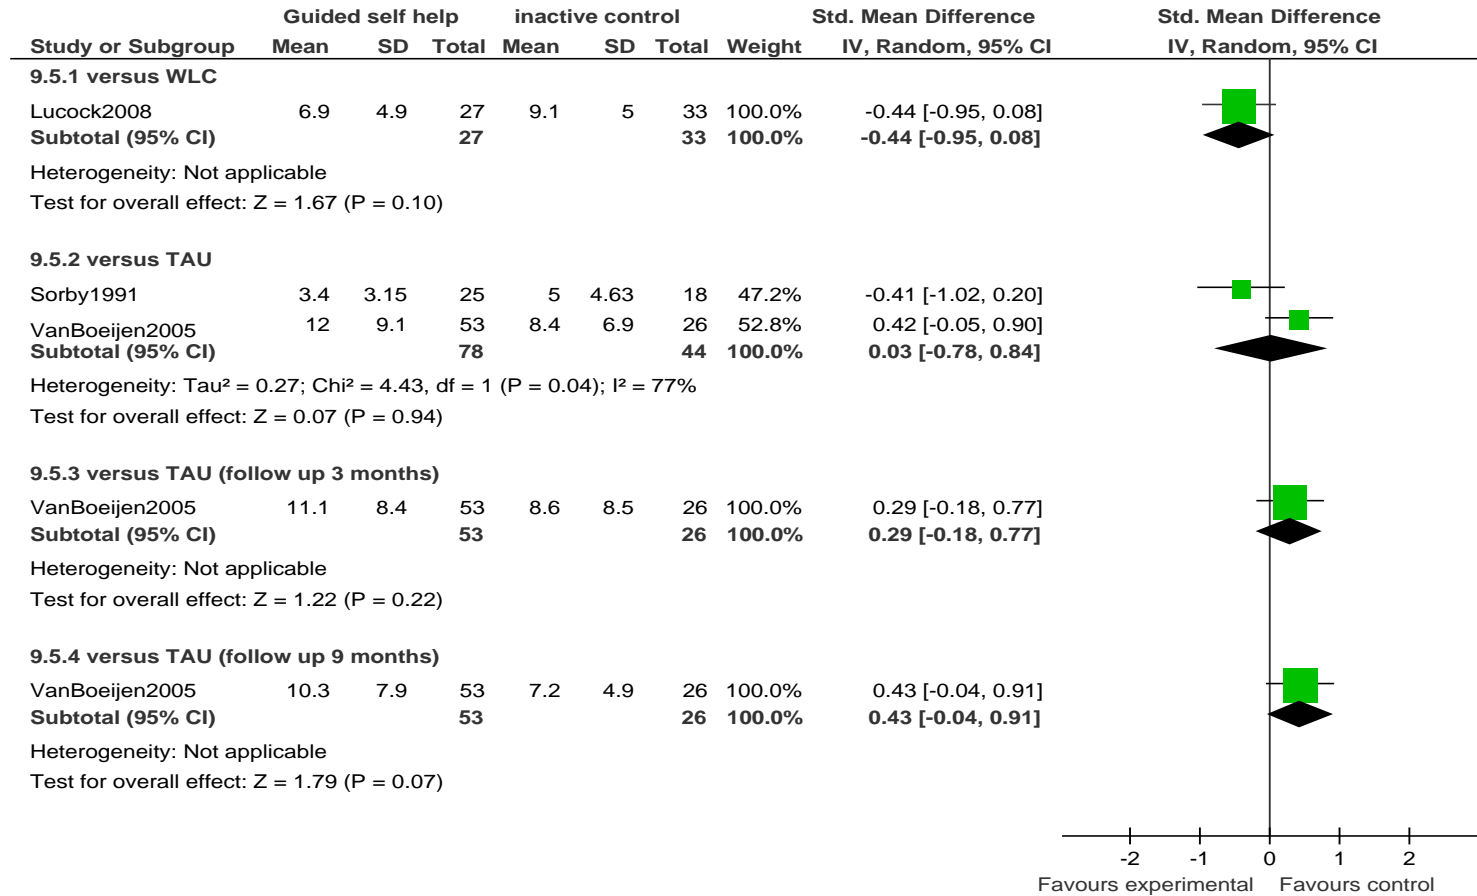 Guided self help inactive control Std. Mean Difference Std. Mean Difference
Study or Subgroup Mean SD Total Mean SD Total Weight IV, Random, 95% CI IV, Random, 95% CI
9.5.1 versus WLC
Lucock2008 6.9 4.9 27 9.1 5 33 100.0% -0.44 [-0.95, 0.08]
Subtotal (95% CI) 27 33 100.0% -0.44 [-0.95, 0.08]
Heterogeneity: Not applicable
Test for overall effect: Z = 1.67 (P = 0.10)
9.5.2 versus TAU
Sorby1991 3.4 3.15 25 5 4.63 18 47.2% -0.41 [-1.02, 0.20]
VanBoeijen2005 12 9.1 53 8.4 6.9 26 52.8% 0.42 [-0.05, 0.90]
Subtotal (95% CI) 78 44 100.0% 0.03 [-0.78, 0.84]
Heterogeneity: Tau² = 0.27; Chi² = 4.43, df = 1 (P = 0.04); I² = 77%
Test for overall effect: Z = 0.07 (P = 0.94)
9.5.3 versus TAU (follow up 3 months)
VanBoeijen2005 11.1 8.4 53 8.6 8.5 26 100.0% 0.29 [-0.18, 0.77]
Subtotal (95% CI) 53 26 100.0% 0.29 [-0.18, 0.77]
Heterogeneity: Not applicable
Test for overall effect: Z = 1.22 (P = 0.22)
9.5.4 versus TAU (follow up 9 months)
VanBoeijen2005 10.3 7.9 53 7.2 4.9 26 100.0% 0.43 [-0.04, 0.91]
Subtotal (95% CI) 53 26 100.0% 0.43 [-0.04, 0.91]
Heterogeneity: Not applicable
Test for overall effect: Z = 1.79 (P = 0.07)
-2 -1 0 1 2
Favours experimental Favours control